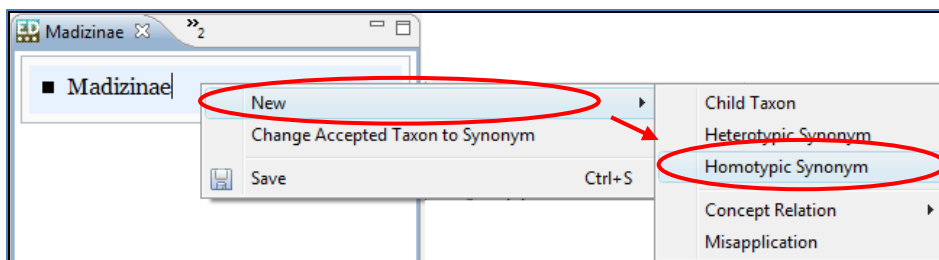 Madizinae »2
Madizinae
New
Change Accepted Taxon to Synonym
Save Ctrl+S
Child Taxon
Heterotypic Synonym
Homotypic Synonym
Concept Relation
Misapplication